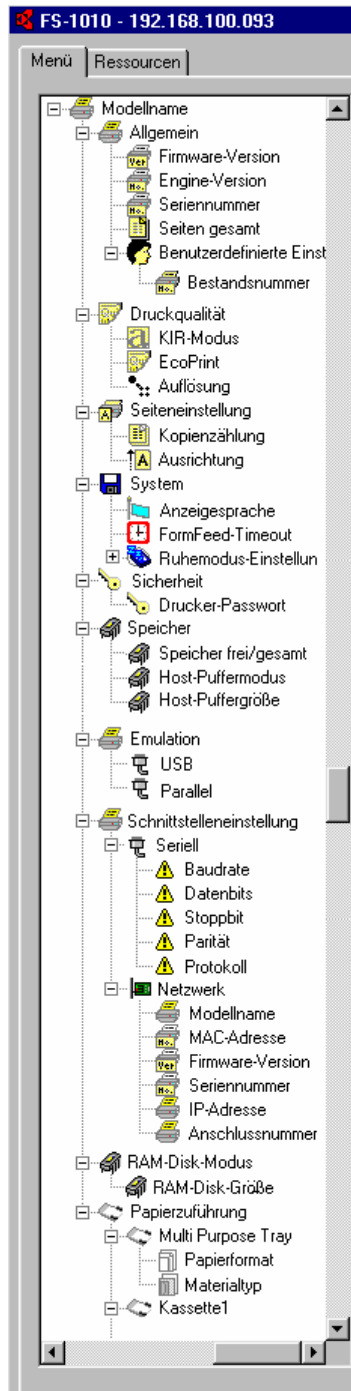 FS-1010 - 192.168.100.093
Menü
Ressourcen
Modellname
Allgemein
Firmware-Version
Engine-Version
Seriennummer
Seiten gesamt
Benutzerdefinierte Einst
Bestandsnummer
Druckqualität
KIR-Modus
EcoPrint
Auflösung
Seiteneinstellung
Kopienzählung
Ausrichtung
System
Anzeigesprache
FormFeed-Timeout
Ruhemodus-Einstellun
Sicherheit
Drucker-Passwort
Speicher
Speicher frei/gesamt
Host-Puffermodus
Host-Puffergröße
Emulation
USB
Parallel
Schnittstelleneinstellung
Seriell
Baudrate
Datenbits
Stoppbit
Parität
Protokoll
Netzwerk
Modellname
MAC-Adresse
Firmware-Version
Seriennummer
IP-Adresse
Anschlussnummer
RAM-Disk-Modus
RAM-Disk-Größe
Papierzuführung
Multi Purpose Tray
Papierformat
Materialtyp
Kassette1